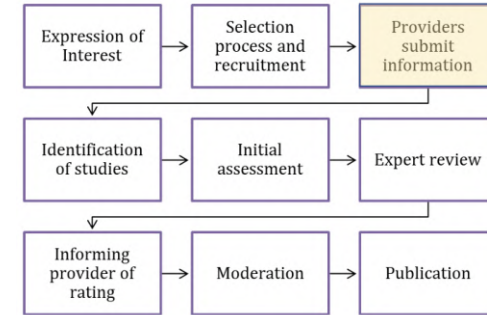 Expression of
Interest
Selection
process and
recruitment
Providers
submit
information
Identification
of studies
Initial
assessment
Expert review
Informing
provider of
rating
Moderation
Publication